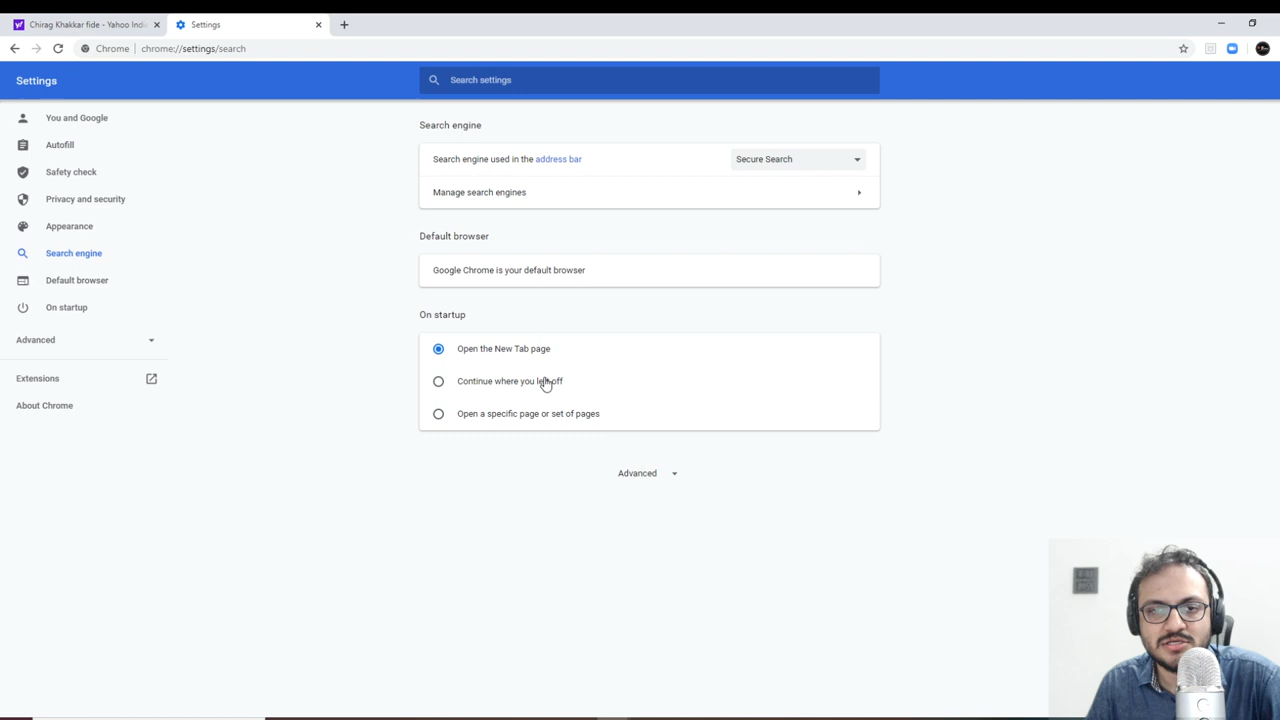 Chirag Khakkar fide - Yahoo Indi
Settings
Chrome
chrome://settings/search
Settings
Search settings
You and Google
Autofill
Safety check
Privacy and security
Appearance
Search engine
Default browser
On startup
Advanced
Extensions
About Chrome
Search engine
Search engine used in the address bar
Secure Search
Manage search engines
Default browser
Google Chrome is your default browser
On startup
Open the New Tab page
Continue where you left off
Open a specific page or set of pages
Advanced